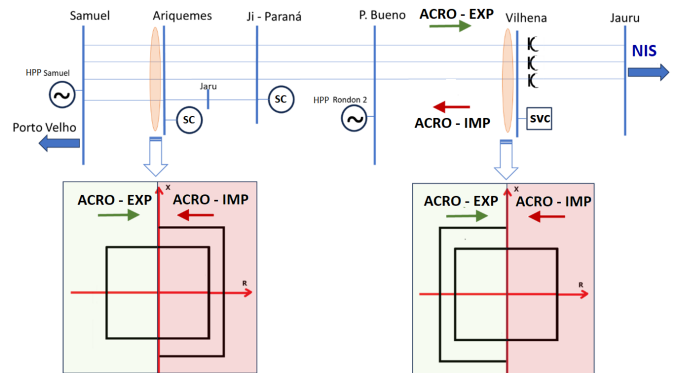 Samuel
Ariquemes
Ji - Paraná
P. Bueno
ACRO - EXP
Vilhena
Jauru
NIS
HPP Samuel
Jaru
SC
SC
HPP Rondon 2
ACRO - IMP
SVC
Porto Velho
X
ACRO - EXP
ACRO - IMP
R
X
ACRO - EXP
ACRO - IMP
R